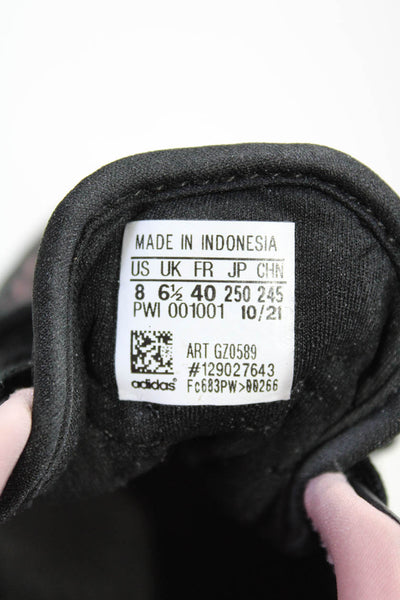 MADE IN INDONESIA
US UK FR JP CHN
8 6½ 40 250 245
PWI 001001 10/21
ART GZ0589
#129027643
adidas® Fc683PW>00266